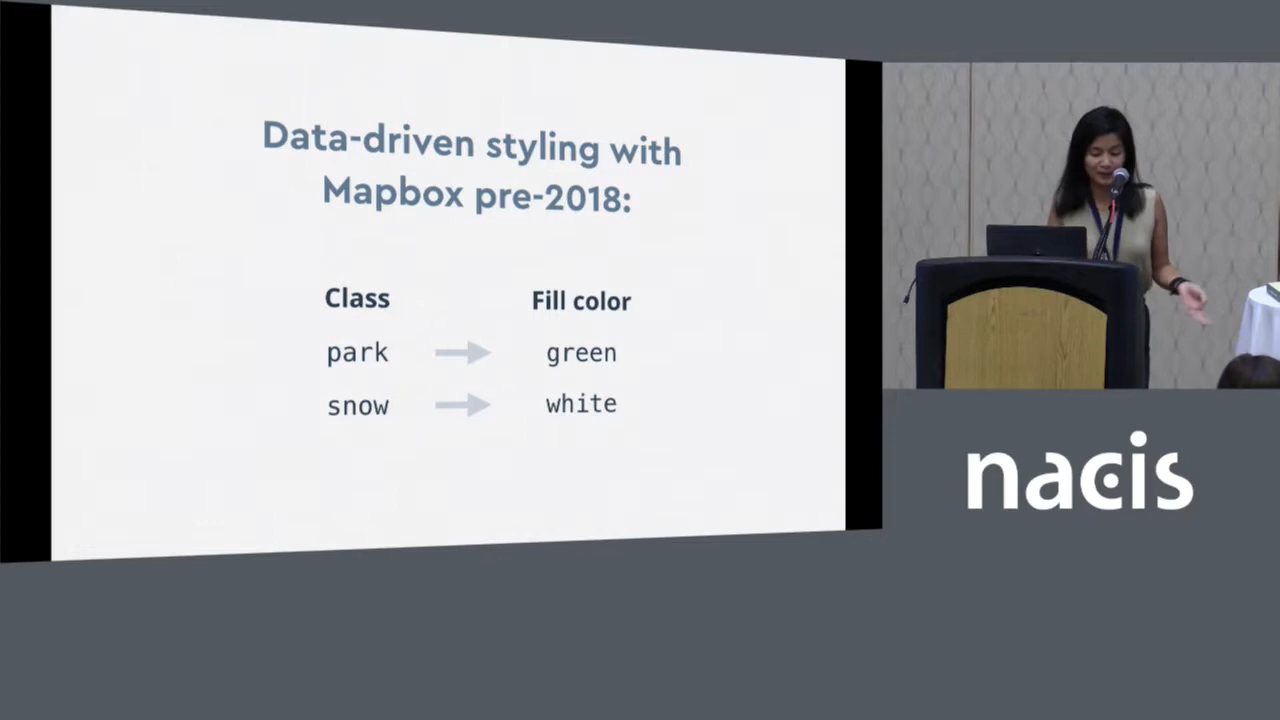 Data-driven styling with
Mapbox pre-2018:
Class Fill color
park green
snow white
nacis